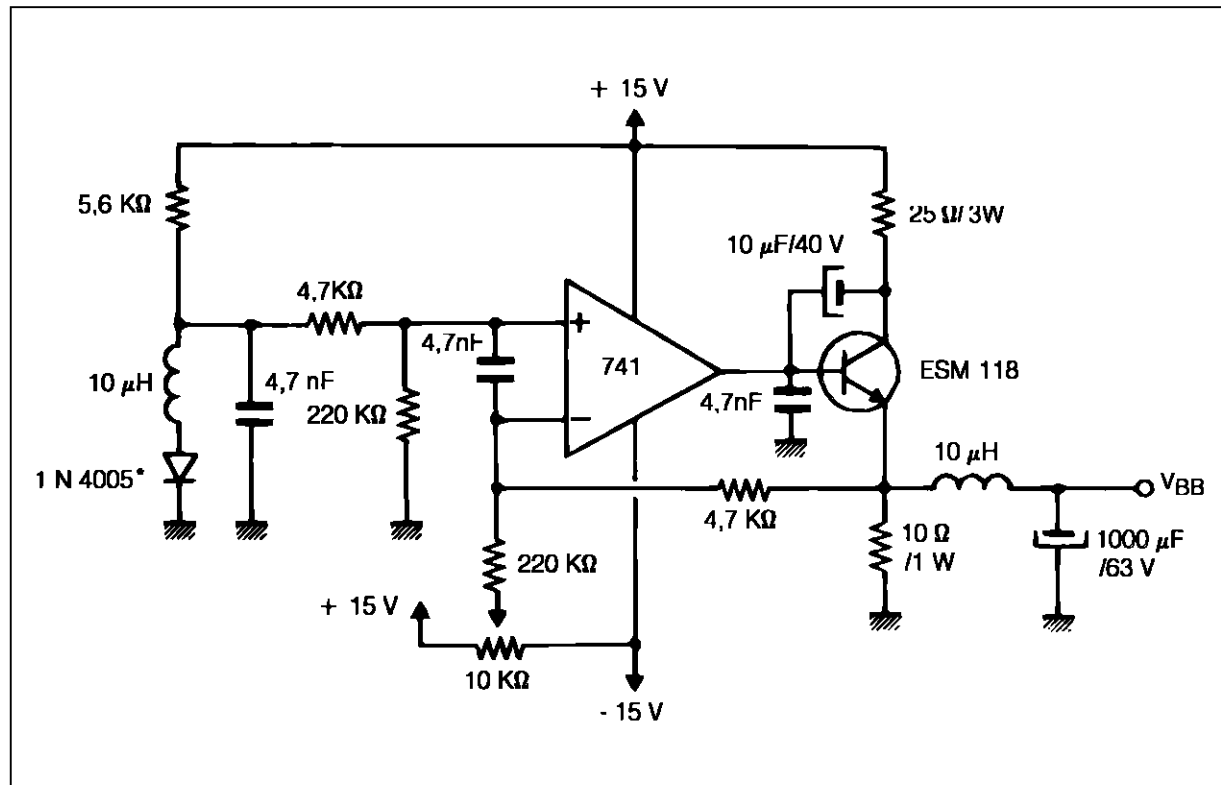 + 15 V
5,6 KΩ
25 Ω/3W
10 μF/40 V
4,7KΩ
4,7nF
741
ESM 118
10 μH
4,7 nF
220 KΩ
4,7nF
10 μH
1 N 4005*
VBB
4,7 KΩ
10 Ω
/1 W
1000 μF
/63 V
220 KΩ
+ 15 V
10 KΩ
- 15 V
+
−